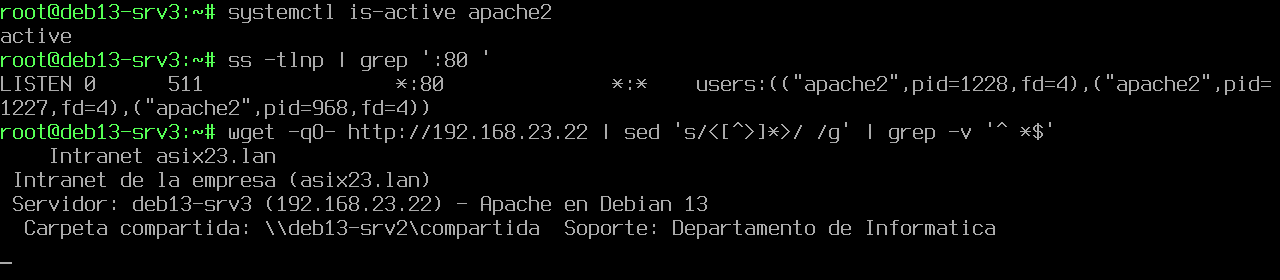 root@deb13-srv3:~# systemctl is-active apache2
active
root@deb13-srv3:~# ss -tlnp | grep ':80 '
LISTEN 0      511                *:80              *:*    users:(("apache2",pid=1228,fd=4),("apache2",pid=
1227,fd=4),("apache2",pid=968,fd=4))
root@deb13-srv3:~# wget -qO- http://192.168.23.22 | sed 's/<[^>]*>/ /g' | grep -v '^ *$'
    Intranet asix23.lan
 Intranet de la empresa (asix23.lan)
 Servidor: deb13-srv3 (192.168.23.22) - Apache en Debian 13
  Carpeta compartida: \\deb13-srv2\compartida  Soporte: Departamento de Informatica